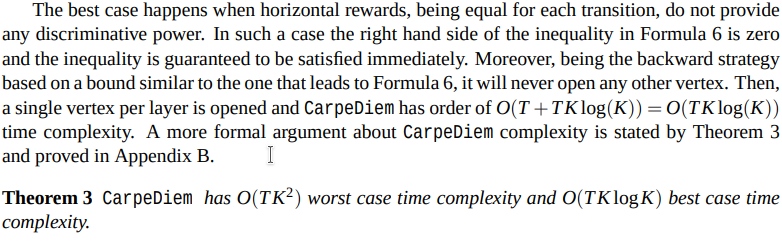 The best case happens when horizontal rewards, being equal for each transition, do not provide
any discriminative power. In such a case the right hand side of the inequality in Formula 6 is zero
and the inequality is guaranteed to be satisfied immediately. Moreover, being the backward strategy
based on a bound similar to the one that leads to Formula 6, it will never open any other vertex. Then,
a single vertex per layer is opened and CarpeDiem has order of O(T + TK log(K)) = O(TK log(K))
time complexity. A more formal argument about CarpeDiem complexity is stated by Theorem 3
and proved in Appendix B.
Theorem 3 CarpeDiem has O(TK²) worst case time complexity and O(TK log K) best case time
complexity.